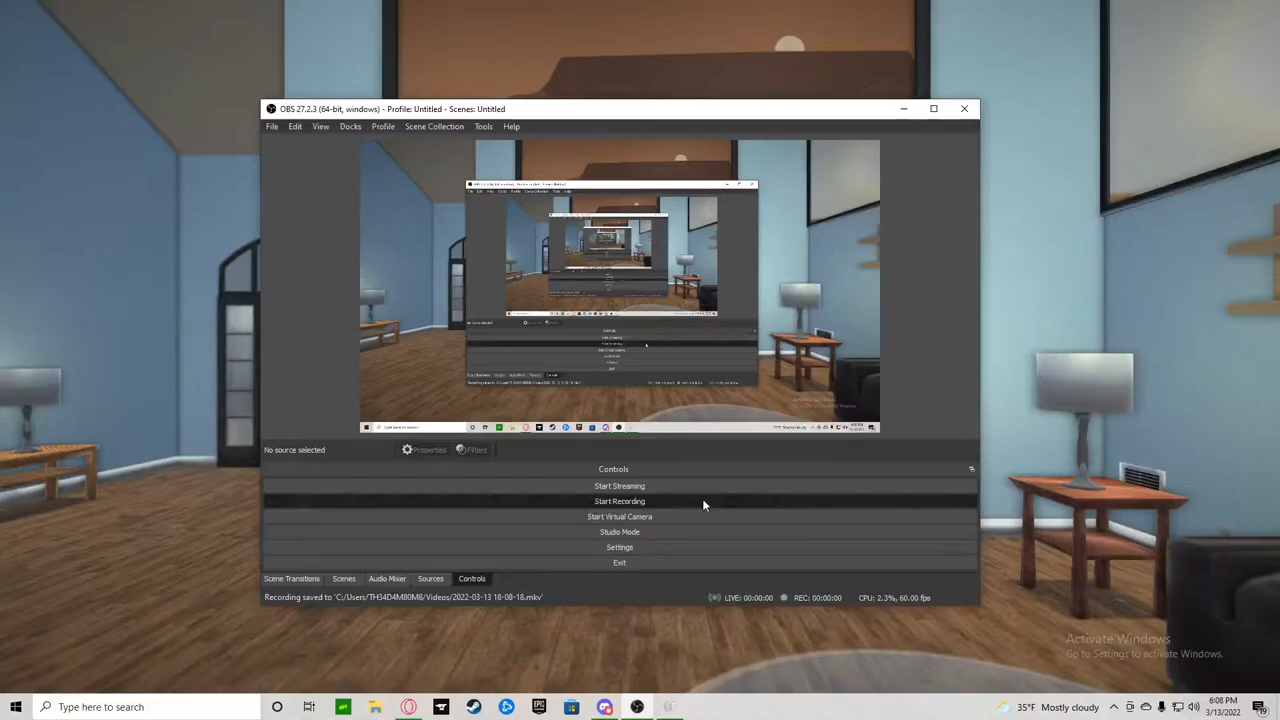 OBS 27.2.3 (64-bit, windows) - Profile: Untitled - Scenes: Untitled
File Edit View Docks Profile Scene Collection Tools Help
No source selected Properties Filters
Controls
Start Streaming
Start Recording
Start Virtual Camera
Studio Mode
Settings
Exit
Scene Transitions Scenes Audio Mixer Sources Controls
Recording saved to 'C:/Users/TH34D4M80M8/Videos/2022-03-13 18-08-18.mkv' LIVE: 00:00:00 REC: 00:00:00 CPU: 2.3%, 60.00 fps
Activate Windows
Go to Settings to activate Windows.
Type here to search EPIC GAMES 35°F Mostly cloudy 6:08 PM
3/13/2022 19